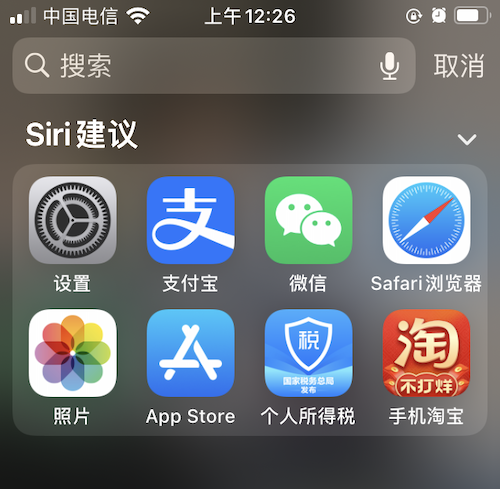 中国电信 上午12:26
搜索 取消
Siri建议
支
税
国家税务总局
发布
淘
不打烊
设置 支付宝 微信 Safari浏览器
照片 App Store 个人所得税 手机淘宝